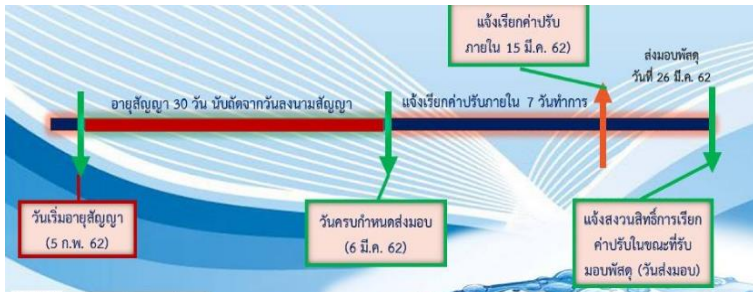 แจ้งเรียกค่าปรับ
ภายใน 15 มี.ค. 62)
ส่งมอบพัสดุ
วันที่ 26 มี.ค. 62
อายุสัญญา 30 วัน นับถัดจากวันลงนามสัญญา
แจ้งเรียกค่าปรับภายใน 7 วันทำการ
วันเริ่มอายุสัญญา
(5 ก.พ. 62)
วันครบกำหนดส่งมอบ
(6 มี.ค. 62)
แจ้งสงวนสิทธิ์การเรียก
ค่าปรับในขณะที่รับ
มอบพัสดุ (วันส่งมอบ)